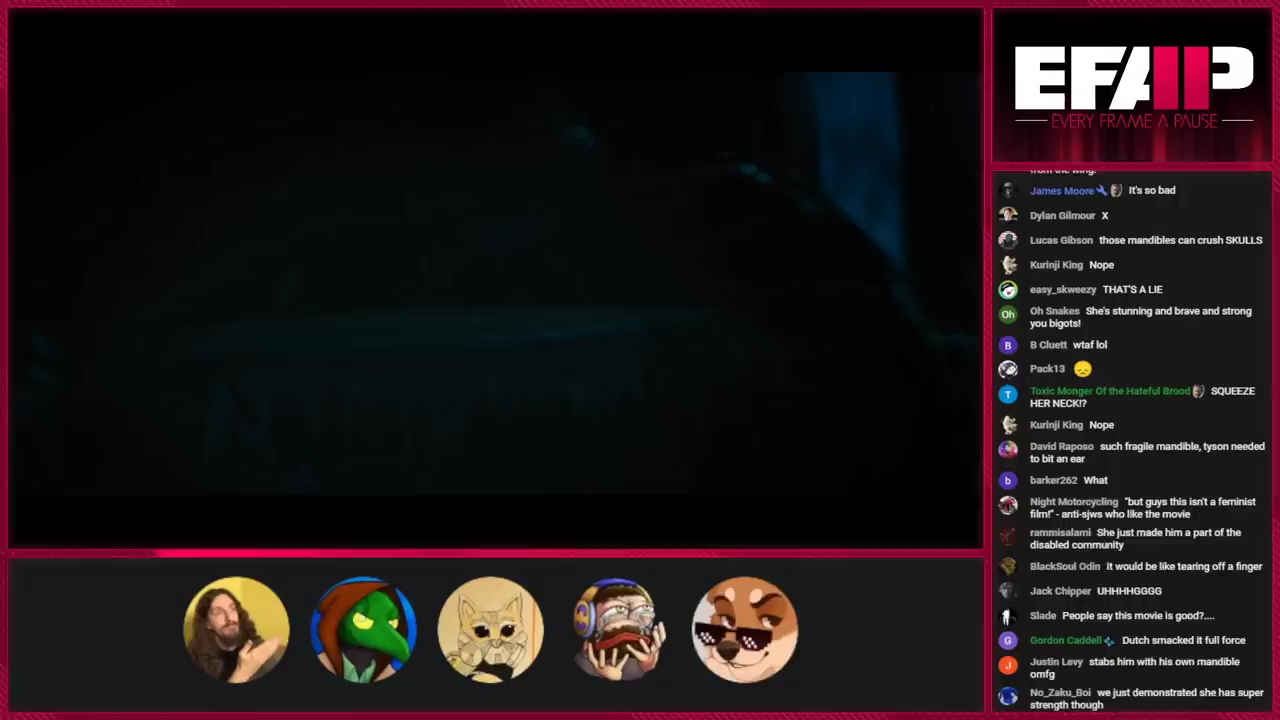 EFAP
EVERY FRAME A PAUSE
from the wing.
James Moore It's so bad
Dylan Gilmour X
Lucas Gibson those mandibles can crush SKULLS
Kurinji King Nope
easy_skweezy THAT'S A LIE
Oh
Oh Snakes She's stunning and brave and strong
you bigots!
B
B Cluett wtaf lol
Pack13
T
Toxic Monger Of the Hateful Brood SQUEEZE
HER NECK!?
Kurinji King Nope
David Raposo such fragile mandible, tyson needed
to bit an ear
b
barker262 What
Night Motorcycling "but guys this isn't a feminist
film!" - anti-sjws who like the movie
rammisalami She just made him a part of the
disabled community
BlackSoul Odin it would be like tearing off a finger
Jack Chipper UHHHHGGGG
Slade People say this movie is good?....
G
Gordon Caddell Dutch smacked it full force
Justin Levy stabs him with his own mandible
omfg
No_Zaku_Boi we just demonstrated she has super
strength though